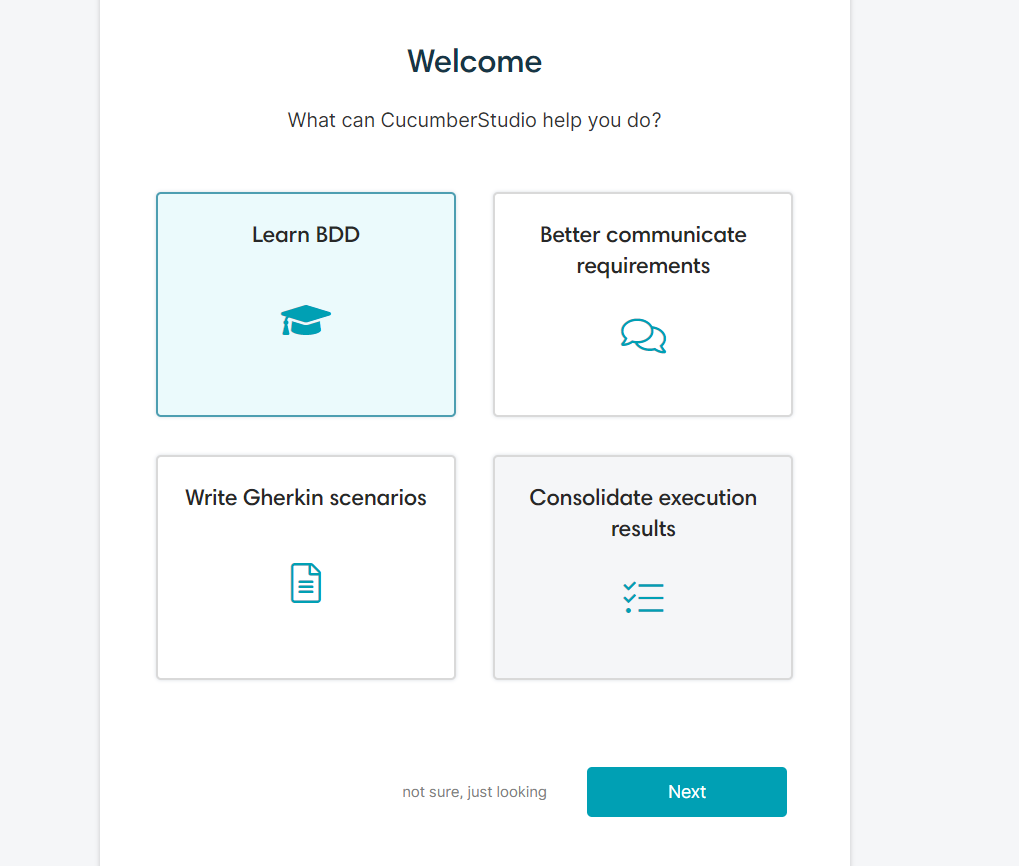 Welcome
What can CucumberStudio help you do?
Learn BDD
Better communicate
requirements
Write Gherkin scenarios
Consolidate execution
results
not sure, just looking
Next